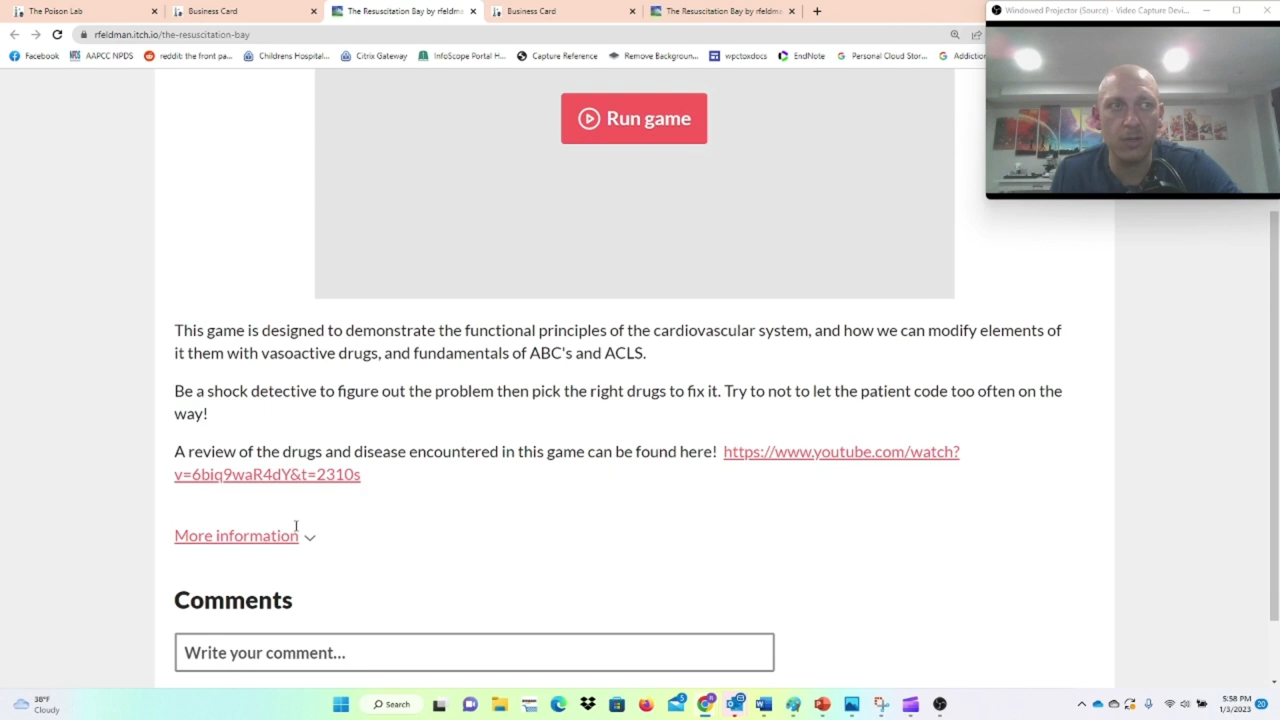 The Poison Lab
Business Card
The Resuscitation Bay by rfeldma
Business Card
The Resuscitation Bay by rfeldma
Windowed Projector (Source) - Video Capture Devi...
rfeldman.itch.io/the-resuscitation-bay
Facebook
AAPCC NPDS
reddit: the front pa...
Childrens Hospital...
Citrix Gateway
InfoScope Portal H...
Capture Reference
Remove Backgroun...
wpctoxdocs
EndNote
Personal Cloud Stor...
Addiction
Run game
This game is designed to demonstrate the functional principles of the cardiovascular system, and how we can modify elements of
it them with vasoactive drugs, and fundamentals of ABC's and ACLS.
Be a shock detective to figure out the problem then pick the right drugs to fix it. Try to not to let the patient code too often on the
way!
A review of the drugs and disease encountered in this game can be found here! https://www.youtube.com/watch?
v=6biq9waR4dY&t=2310s
More information
Comments
Write your comment...
38°F
Cloudy
Search
5:58 PM
1/3/2023
20